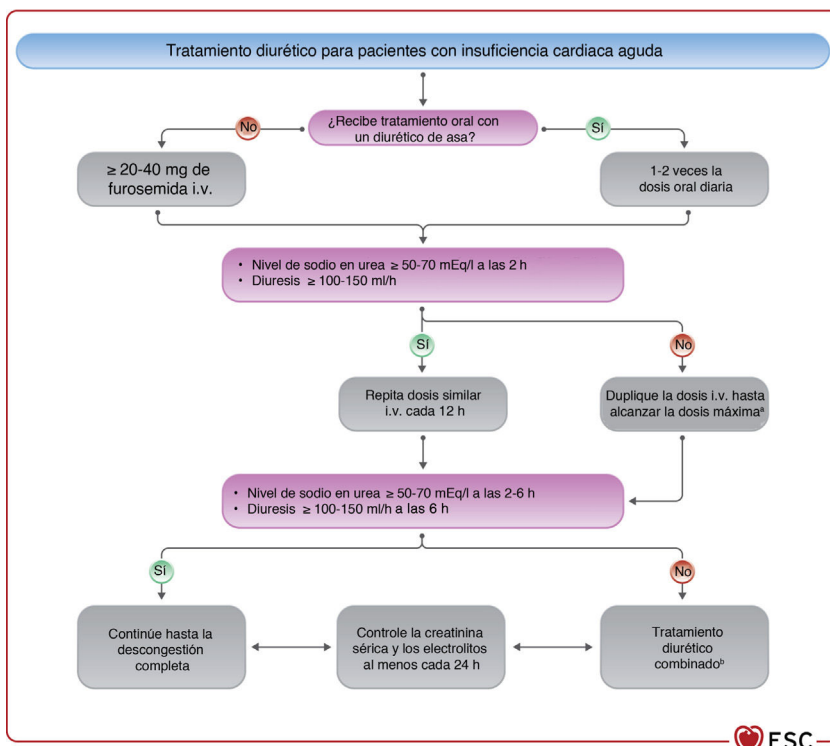 Tratamiento diurético para pacientes con insuficiencia cardiaca aguda
¿Recibe tratamiento oral con
un diurético de asa?
No
Sí
≥ 20-40 mg de
furosemida i.v.
1-2 veces la
dosis oral diaria
• Nivel de sodio en urea ≥ 50-70 mEq/l a las 2 h
• Diuresis ≥ 100-150 ml/h
Sí
No
Repita dosis similar
i.v. cada 12 h
Duplique la dosis i.v. hasta
alcanzar la dosis máximaᵃ
• Nivel de sodio en urea ≥ 50-70 mEq/l a las 2-6 h
• Diuresis ≥ 100-150 ml/h a las 6 h
Sí
No
Continúe hasta la
descongestión
completa
Controle la creatinina
sérica y los electrolitos
al menos cada 24 h
Tratamiento
diurético
combinadoᵇ
ESC